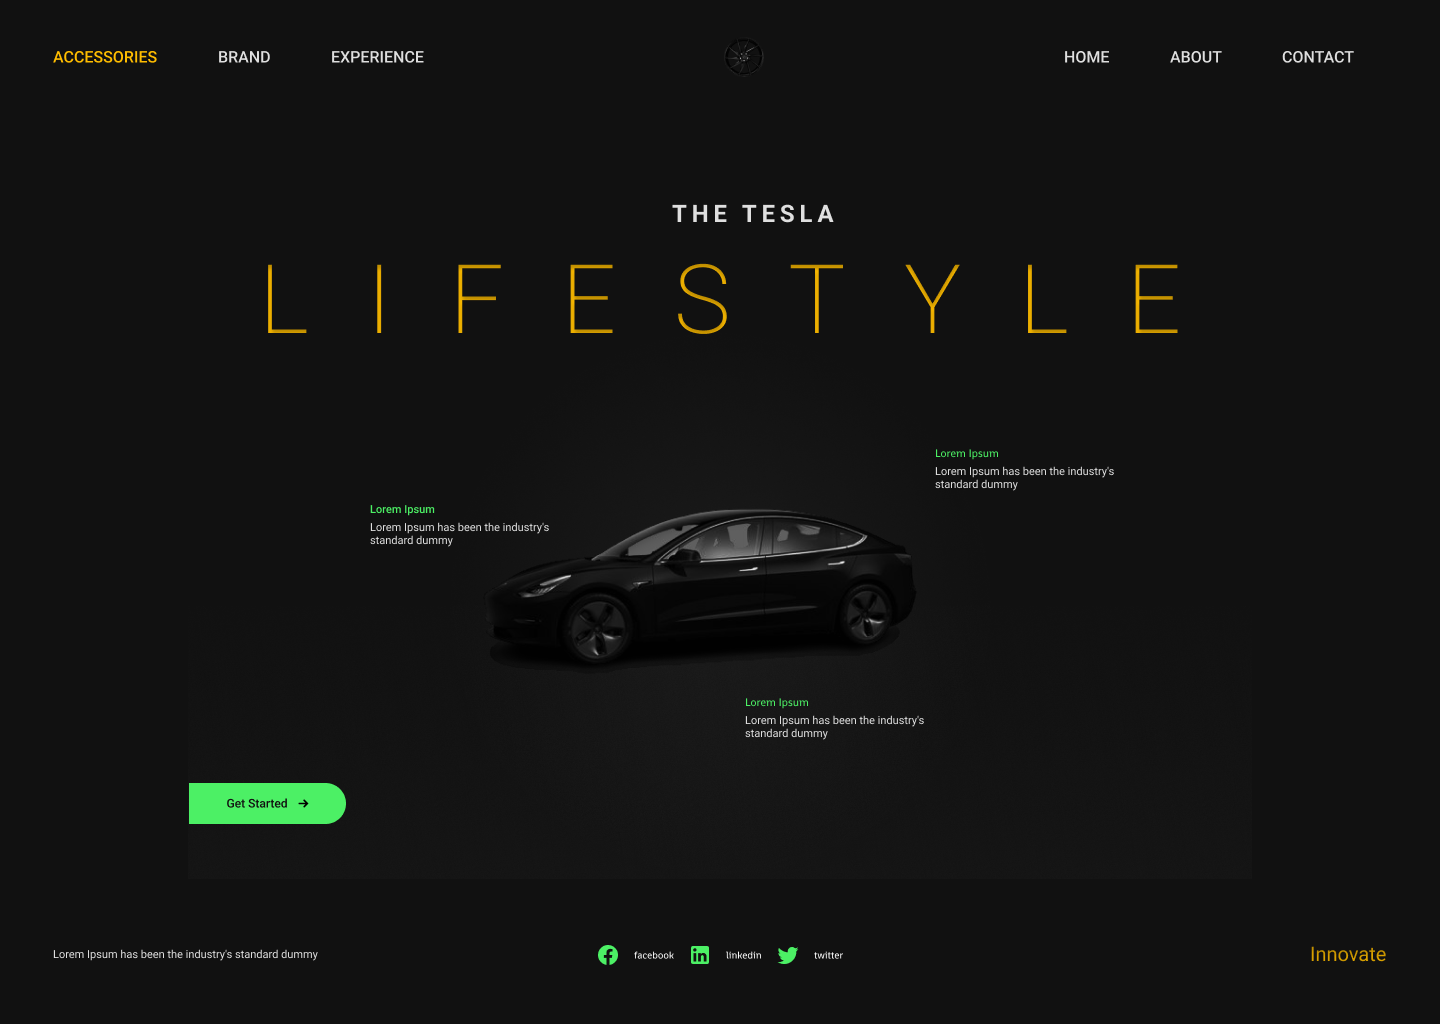 ACCESSORIES BRAND EXPERIENCE HOME ABOUT CONTACT
THE TESLA
LIFESTYLE
Lorem Ipsum
Lorem Ipsum has been the industry's
standard dummy
Lorem Ipsum
Lorem Ipsum has been the industry's
standard dummy
Lorem Ipsum
Lorem Ipsum has been the industry's
standard dummy
Get Started
Lorem Ipsum has been the industry's standard dummy
facebook linkedin twitter
Innovate